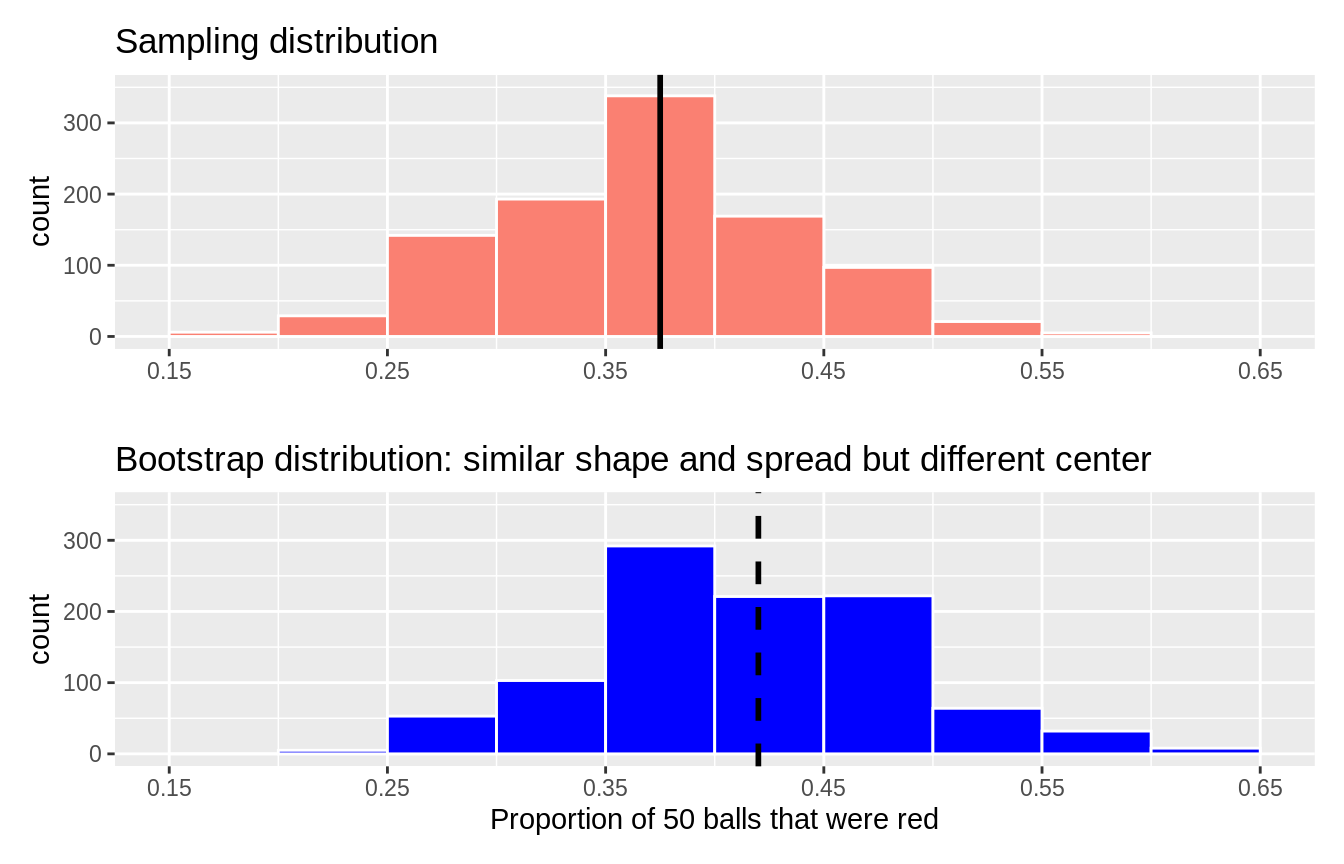 Sampling distribution
300
200
100
0
count
0.15 0.25 0.35 0.45 0.55 0.65
Bootstrap distribution: similar shape and spread but different center
300
200
100
0
count
0.15 0.25 0.35 0.45 0.55 0.65
Proportion of 50 balls that were red